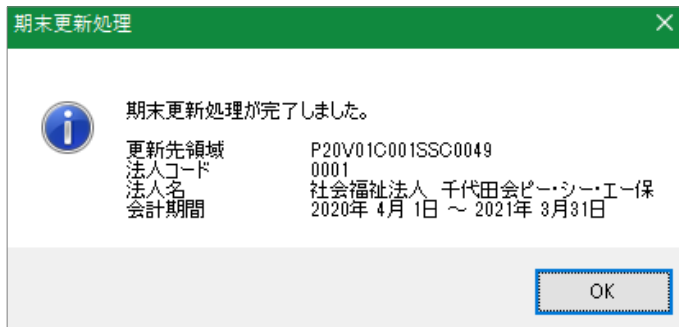 期末更新処理
期末更新処理が完了しました。
更新先領域 P20V01C001SSC0049
法人コード 0001
法人名 社会福祉法人 千代田会ピー・シー・エー保
会計期間 2020年 4月 1日 ～ 2021年 3月31日
OK